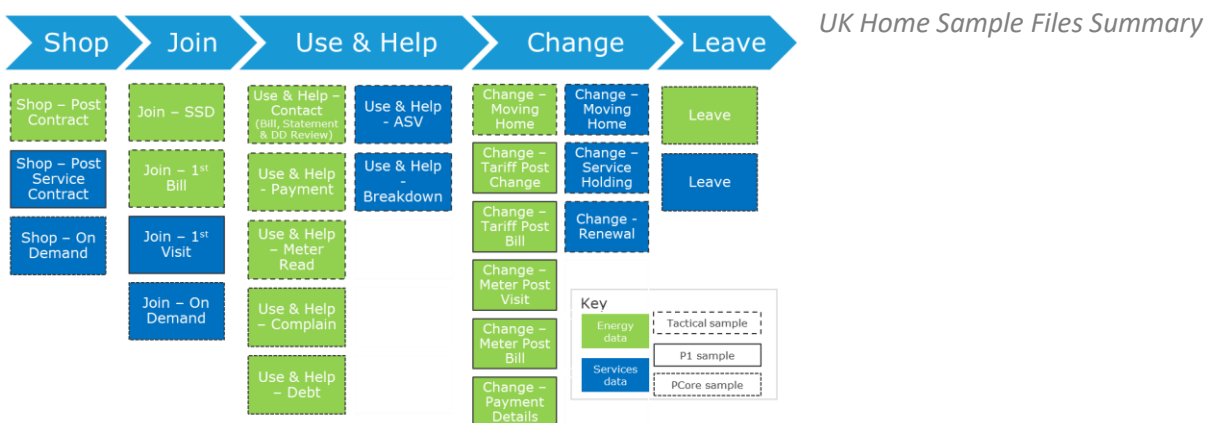 UK Home Sample Files Summary
Shop
Join
Use & Help
Change
Leave
Shop – Post
Contract
Shop – Post
Service
Contract
Shop – On
Demand
Join – SSD
Join – 1st
Bill
Join – 1st
Visit
Join – On
Demand
Use & Help –
Contact
(Bill, Statement
& DD Review)
Use & Help
- Payment
Use & Help
– Meter
Read
Use & Help
– Complain
Use & Help
– Debt
Use & Help
- ASV
Use & Help
-
Breakdown
Change –
Moving
Home
Change –
Tariff Post
Change
Change –
Tariff Post
Bill
Change –
Meter Post
Visit
Change –
Meter Post
Bill
Change –
Payment
Details
Change –
Moving
Home
Change –
Service
Holding
Change -
Renewal
Leave
Leave
Key
Energy
data
Services
data
Tactical sample
P1 sample
PCore sample